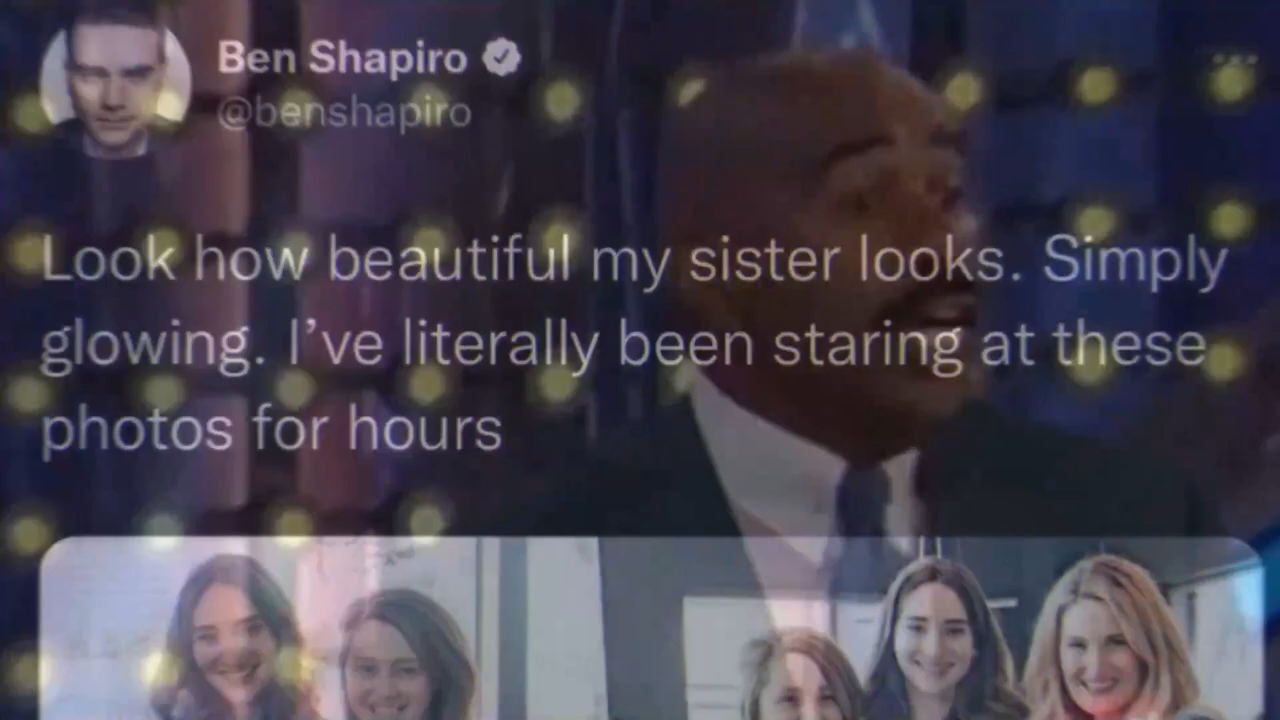 Ben Shapiro
@benshapiro
Look how beautiful my sister looks. Simply
glowing. I’ve literally been staring at these
photos for hours